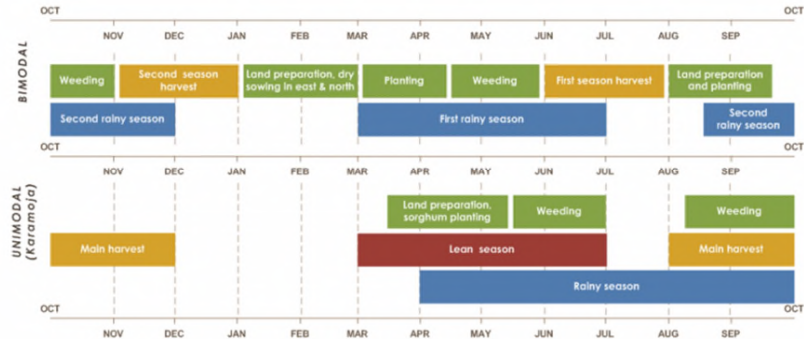 OCT OCT
NOV DEC JAN FEB MAR APR MAY JUN JUL AUG SEP
BIMODAL
Weeding
Second season
harvest
Land preparation, dry
sowing in east & north
Planting
Weeding
First season harvest
Land preparation
and planting
Second rainy season
First rainy season
Second
rainy season
OCT OCT
NOV DEC JAN FEB MAR APR MAY JUN JUL AUG SEP
UNIMODAL
(Karamoja)
Land preparation,
sorghum planting
Weeding
Weeding
Main harvest
Lean season
Main harvest
Rainy season
OCT OCT
NOV DEC JAN FEB MAR APR MAY JUN JUL AUG SEP